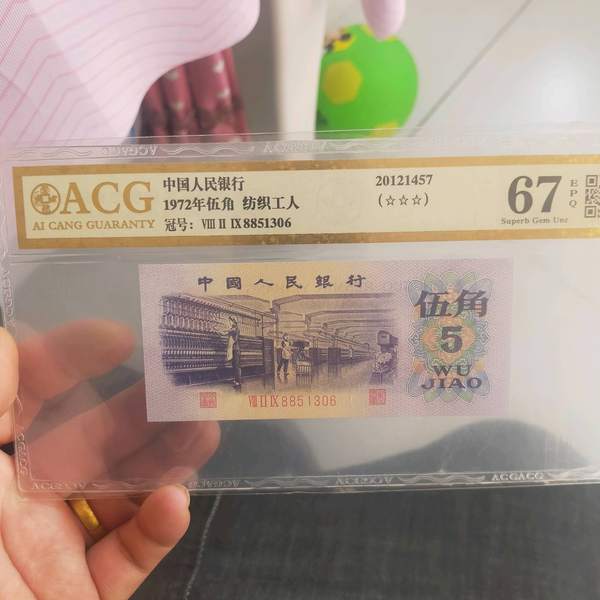 ACG
AI CANG GUARANTY
中国人民银行
1972年伍角 纺织工人
冠号: Ⅷ Ⅱ Ⅸ 8851306
20121457
(☆☆☆)
67
EPQ
Superb Gem Unc
中國人民銀行
伍角
5
WU
JIAO
Ⅷ Ⅱ Ⅸ 8851306
ACGACG